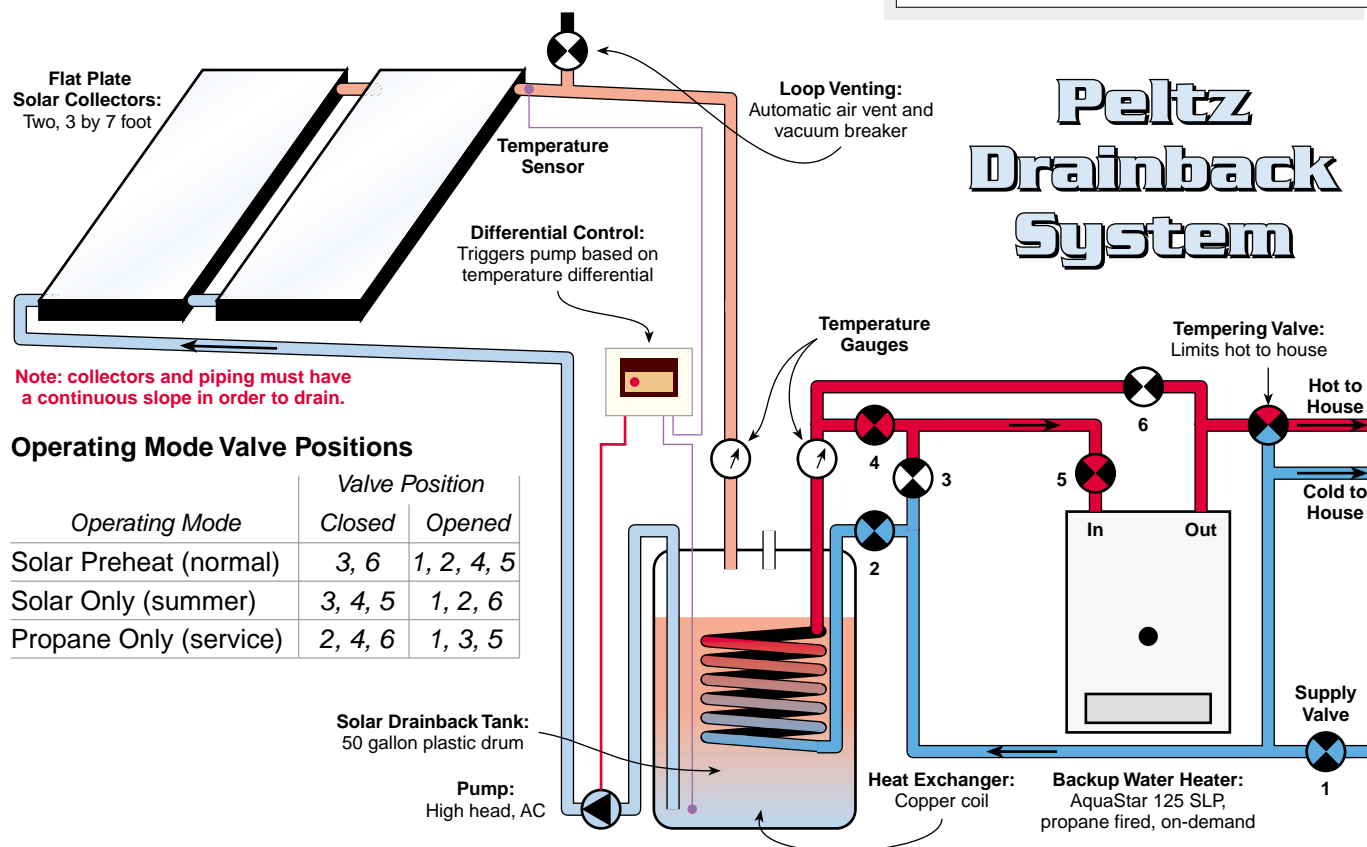 Peltz
Drainback
System
Flat Plate
Solar Collectors:
Two, 3 by 7 foot
Loop Venting:
Automatic air vent and
vacuum breaker
Temperature
Sensor
Differential Control:
Triggers pump based on
temperature differential
Temperature
Gauges
Tempering Valve:
Limits hot to house
Hot to
House
Cold to
House
Note: collectors and piping must have
a continuous slope in order to drain.
Operating Mode Valve Positions
Valve Position
Operating Mode Closed Opened
Solar Preheat (normal) 3, 6 1, 2, 4, 5
Solar Only (summer) 3, 4, 5 1, 2, 6
Propane Only (service) 2, 4, 6 1, 3, 5
6
4
3
5
2
In Out
Solar Drainback Tank:
50 gallon plastic drum
Pump:
High head, AC
Heat Exchanger:
Copper coil
Backup Water Heater:
AquaStar 125 SLP,
propane fired, on-demand
Supply
Valve
1